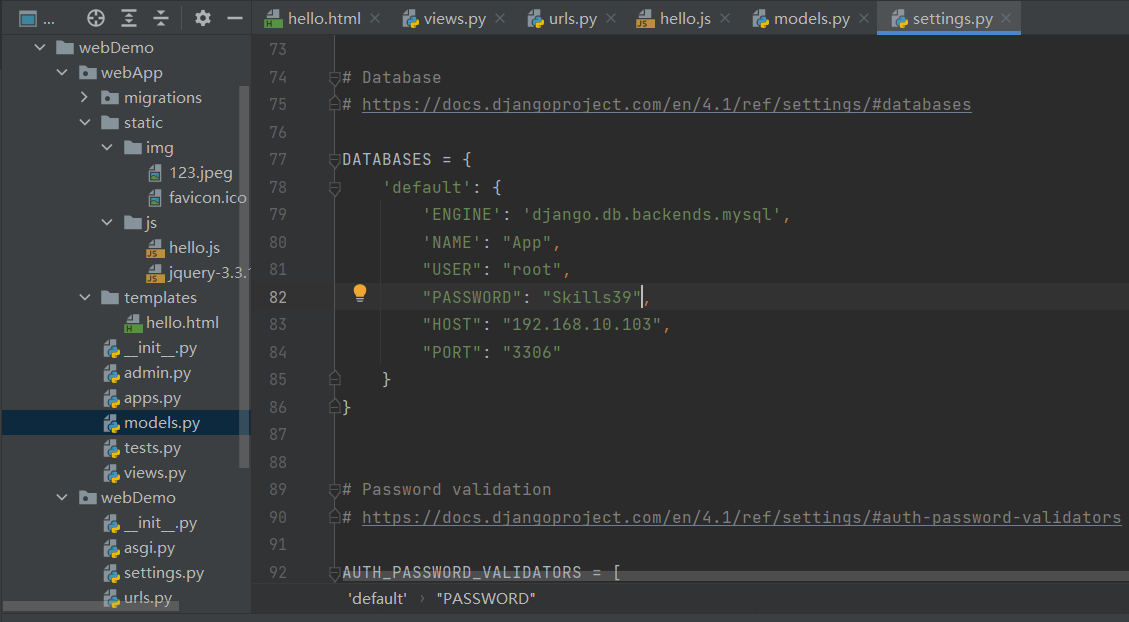 ...
hello.html
views.py
urls.py
hello.js
models.py
settings.py
webDemo
webApp
migrations
static
img
123.jpeg
favicon.ico
js
hello.js
jquery-3.3.
templates
hello.html
__init__.py
admin.py
apps.py
models.py
tests.py
views.py
webDemo
__init__.py
asgi.py
settings.py
urls.py
73
74 # Database
75 # https://docs.djangoproject.com/en/4.1/ref/settings/#databases
76
77 DATABASES = {
78 'default': {
79 'ENGINE': 'django.db.backends.mysql',
80 'NAME': "App",
81 "USER": "root",
82 "PASSWORD": "Skills39",
83 "HOST": "192.168.10.103",
84 "PORT": "3306"
85 }
86 }
87
88
89 # Password validation
90 # https://docs.djangoproject.com/en/4.1/ref/settings/#auth-password-validators
91
92 AUTH_PASSWORD_VALIDATORS = [
'default' › "PASSWORD"